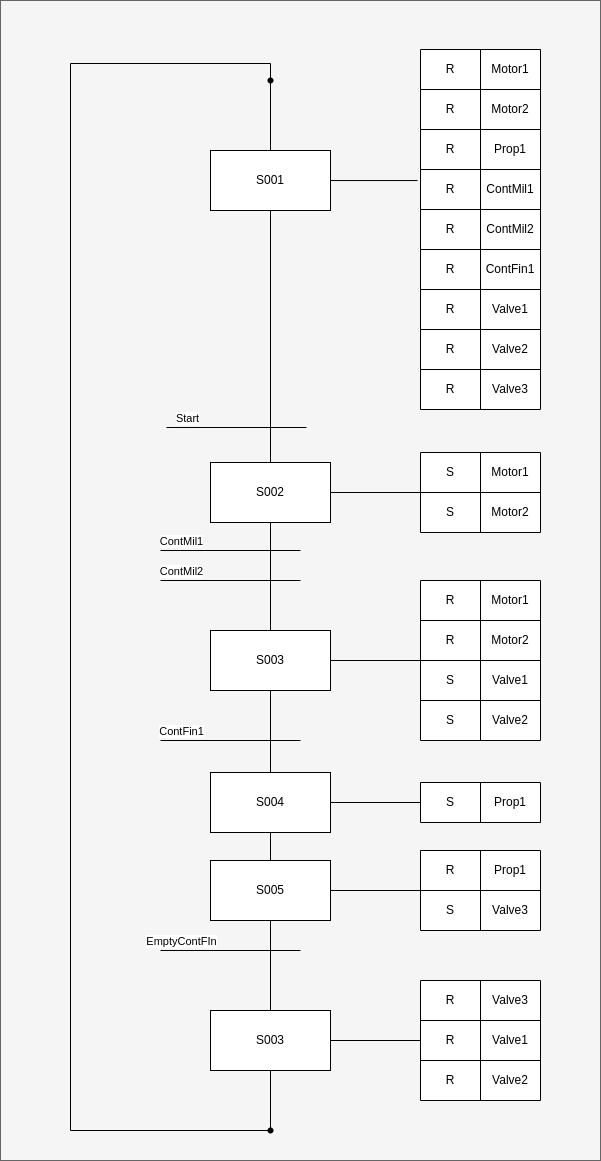 R Motor1
R Motor2
R Prop1
S001
R ContMil1
R ContMil2
R ContFin1
R Valve1
R Valve2
R Valve3
Start
S002
S Motor1
S Motor2
ContMil1
ContMil2
S003
R Motor1
R Motor2
S Valve1
S Valve2
ContFin1
S004
S Prop1
S005
R Prop1
S Valve3
EmptyContFIn
S003
R Valve3
R Valve1
R Valve2